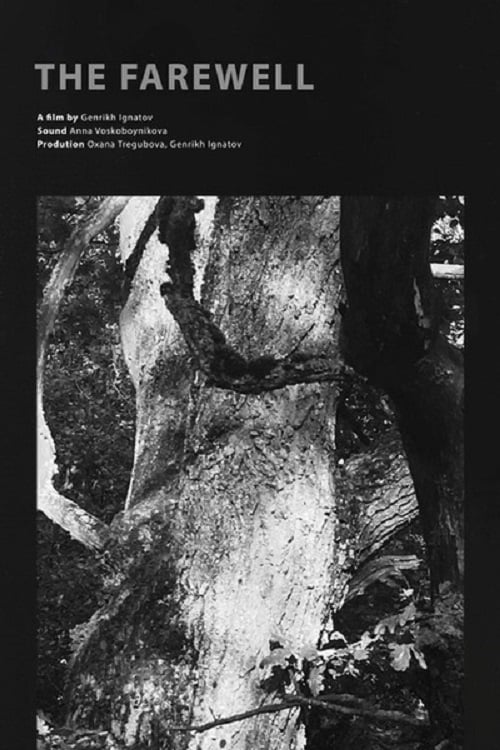 THE FAREWELL
A film by Genrikh Ignatov
Sound Anna Voskoboynikova
Prodution Oxana Tregubova, Genrikh Ignatov